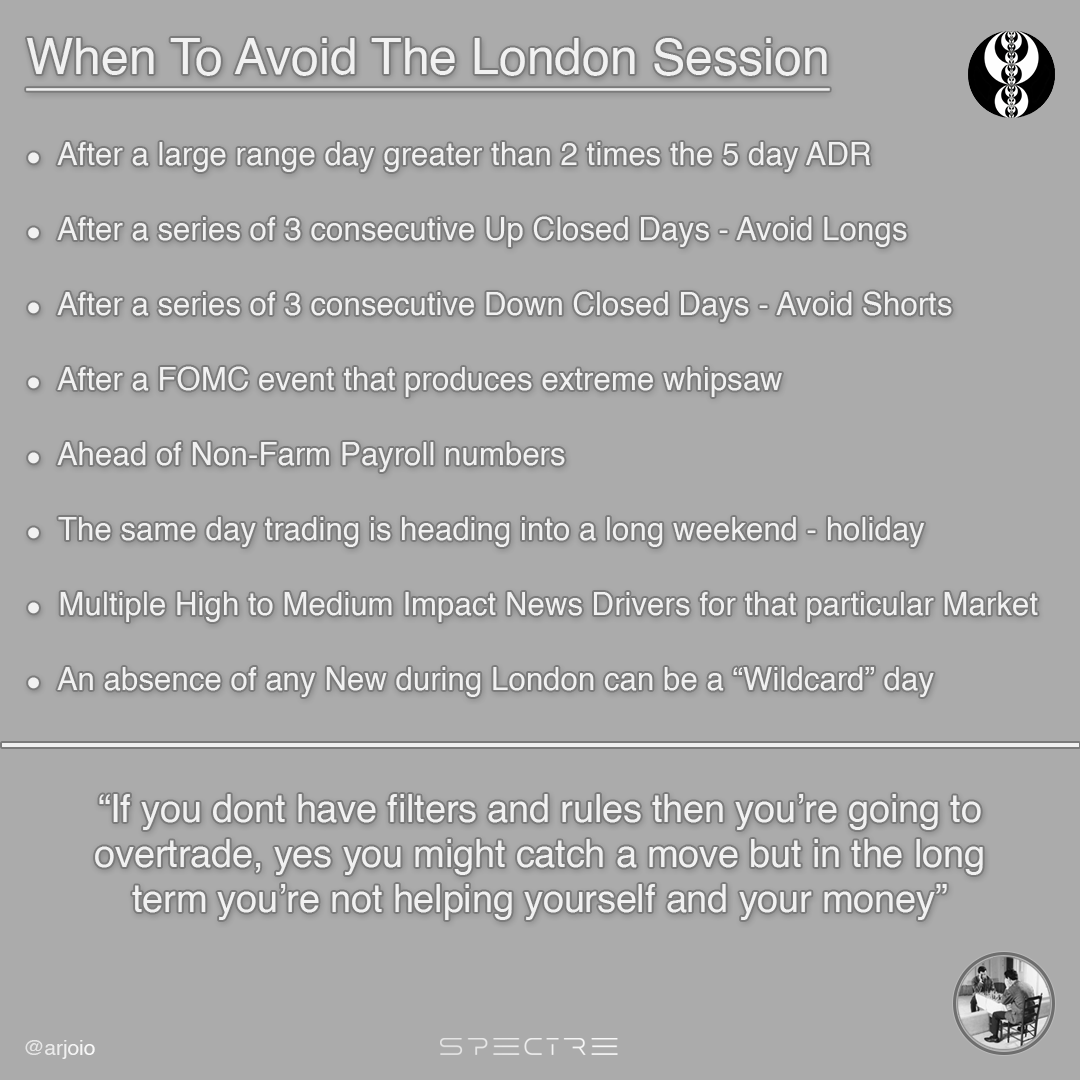 When To Avoid The London Session
• After a large range day greater than 2 times the 5 day ADR
• After a series of 3 consecutive Up Closed Days - Avoid Longs
• After a series of 3 consecutive Down Closed Days - Avoid Shorts
• After a FOMC event that produces extreme whipsaw
• Ahead of Non-Farm Payroll numbers
• The same day trading is heading into a long weekend - holiday
• Multiple High to Medium Impact News Drivers for that particular Market
• An absence of any New during London can be a “Wildcard” day
“If you dont have filters and rules then you’re going to
overtrade, yes you might catch a move but in the long
term you’re not helping yourself and your money”
@arjoio
SPECTRE